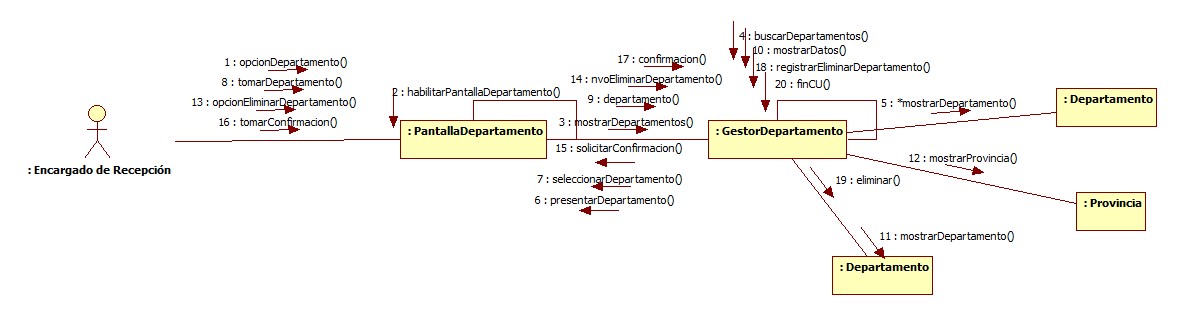 4 : buscarDepartamentos()
10 : mostrarDatos()
17 : confirmacion()
1 : opcionDepartamento()
18 : registrarEliminarDepartamento()
14 : nvoEliminarDepartamento()
8 : tomarDepartamento()
20 : finCU()
2 : habilitarPantallaDepartamento()
9 : departamento()
13 : opcionEliminarDepartamento()
5 : *mostrarDepartamento()
: Departamento
16 : tomarConfirmacion()
3 : mostrarDepartamentos()
: PantallaDepartamento
: GestorDepartamento
15 : solicitarConfirmacion()
12 : mostrarProvincia()
: Encargado de Recepción
7 : seleccionarDepartamento()
19 : eliminar()
6 : presentarDepartamento()
: Provincia
11 : mostrarDepartamento()
: Departamento